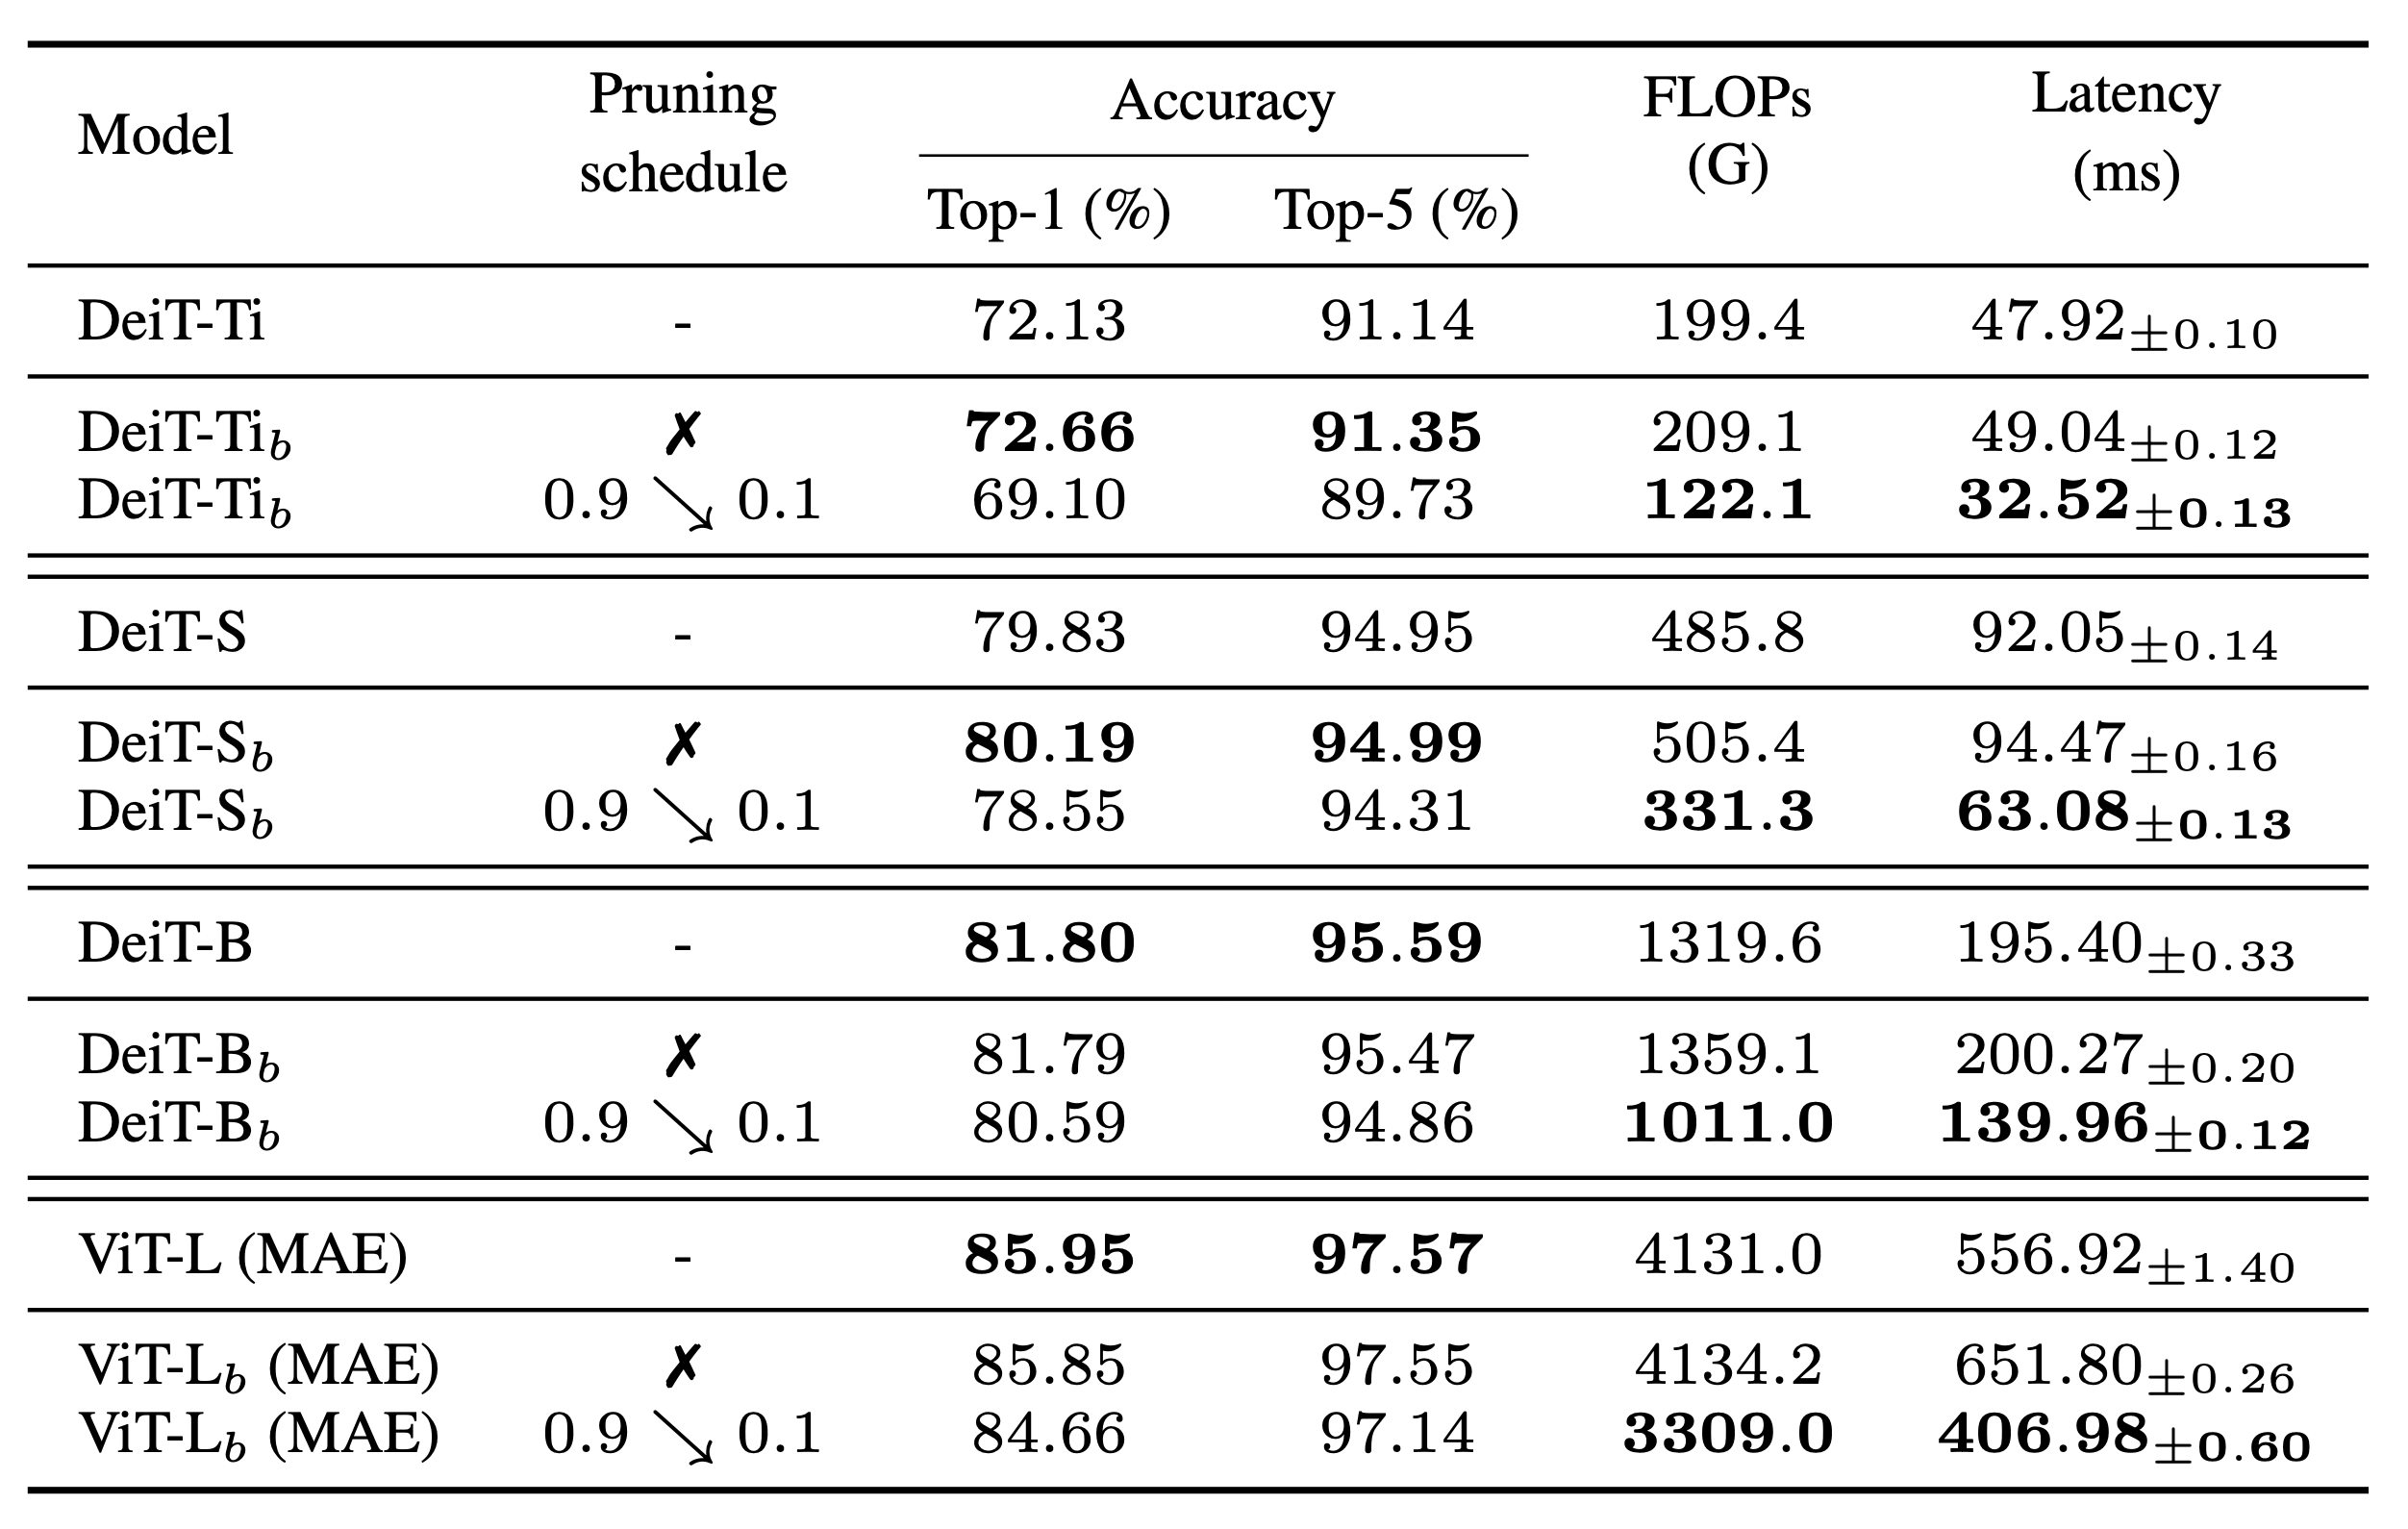 Model Pruning schedule Accuracy FLOPs (G) Latency (ms)
Top-1 (%) Top-5 (%)
DeiT-Ti - 72.13 91.14 199.4 47.92±0.10
DeiT-Tib ✗ 72.66 91.35 209.1 49.04±0.12
DeiT-Tib 0.9 ↘ 0.1 69.10 89.73 122.1 32.52±0.13
DeiT-S - 79.83 94.95 485.8 92.05±0.14
DeiT-Sb ✗ 80.19 94.99 505.4 94.47±0.16
DeiT-Sb 0.9 ↘ 0.1 78.55 94.31 331.3 63.08±0.13
DeiT-B - 81.80 95.59 1319.6 195.40±0.33
DeiT-Bb ✗ 81.79 95.47 1359.1 200.27±0.20
DeiT-Bb 0.9 ↘ 0.1 80.59 94.86 1011.0 139.96±0.12
ViT-L (MAE) - 85.95 97.57 4131.0 556.92±1.40
ViT-Lb (MAE) ✗ 85.85 97.55 4134.2 651.80±0.26
ViT-Lb (MAE) 0.9 ↘ 0.1 84.66 97.14 3309.0 406.98±0.60